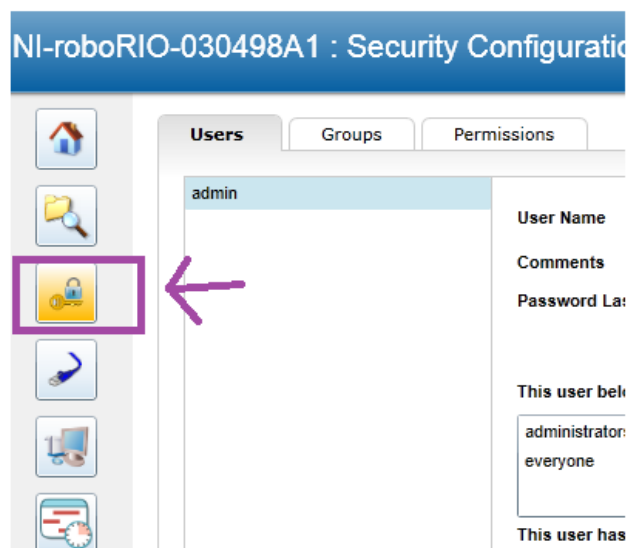 NI-roboRIO-030498A1 : Security Configuratio
Users Groups Permissions
admin
User Name
Comments
Password Las
This user belo
administrators
everyone
This user has